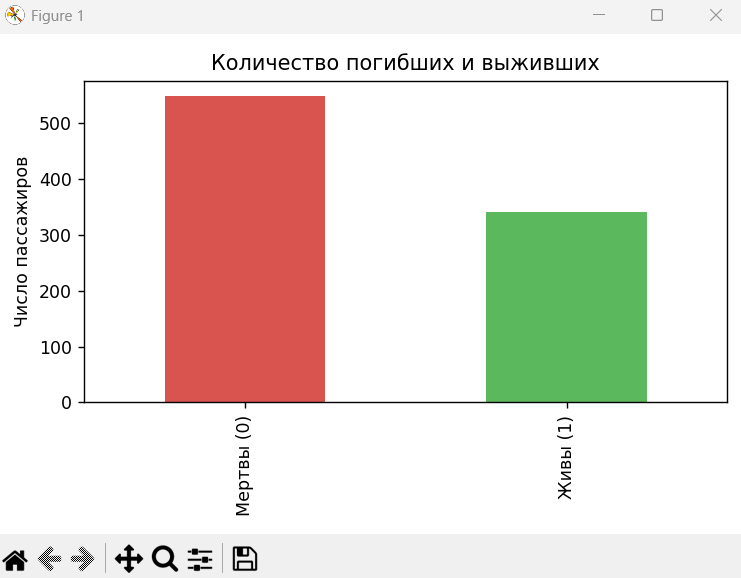 Figure 1
Количество погибших и выживших
Число пассажиров
500
400
300
200
100
0
Мертвы (0)
Живы (1)